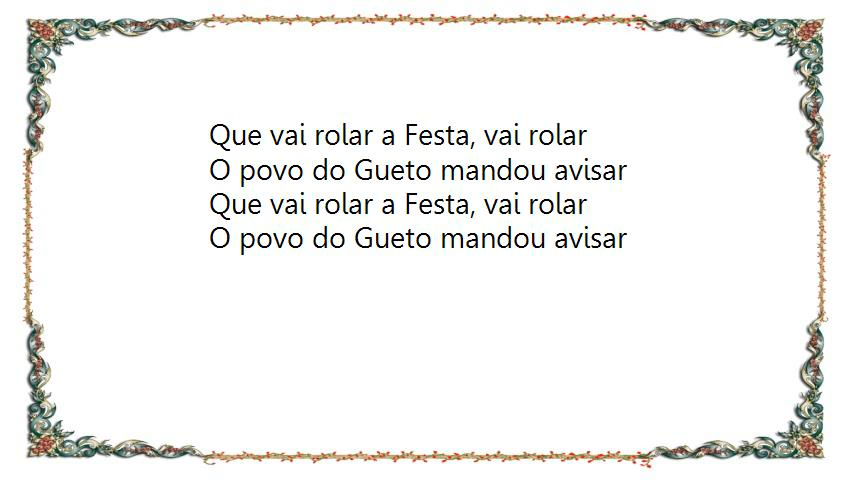 Que vai rolar a Festa, vai rolar
O povo do Gueto mandou avisar
Que vai rolar a Festa, vai rolar
O povo do Gueto mandou avisar